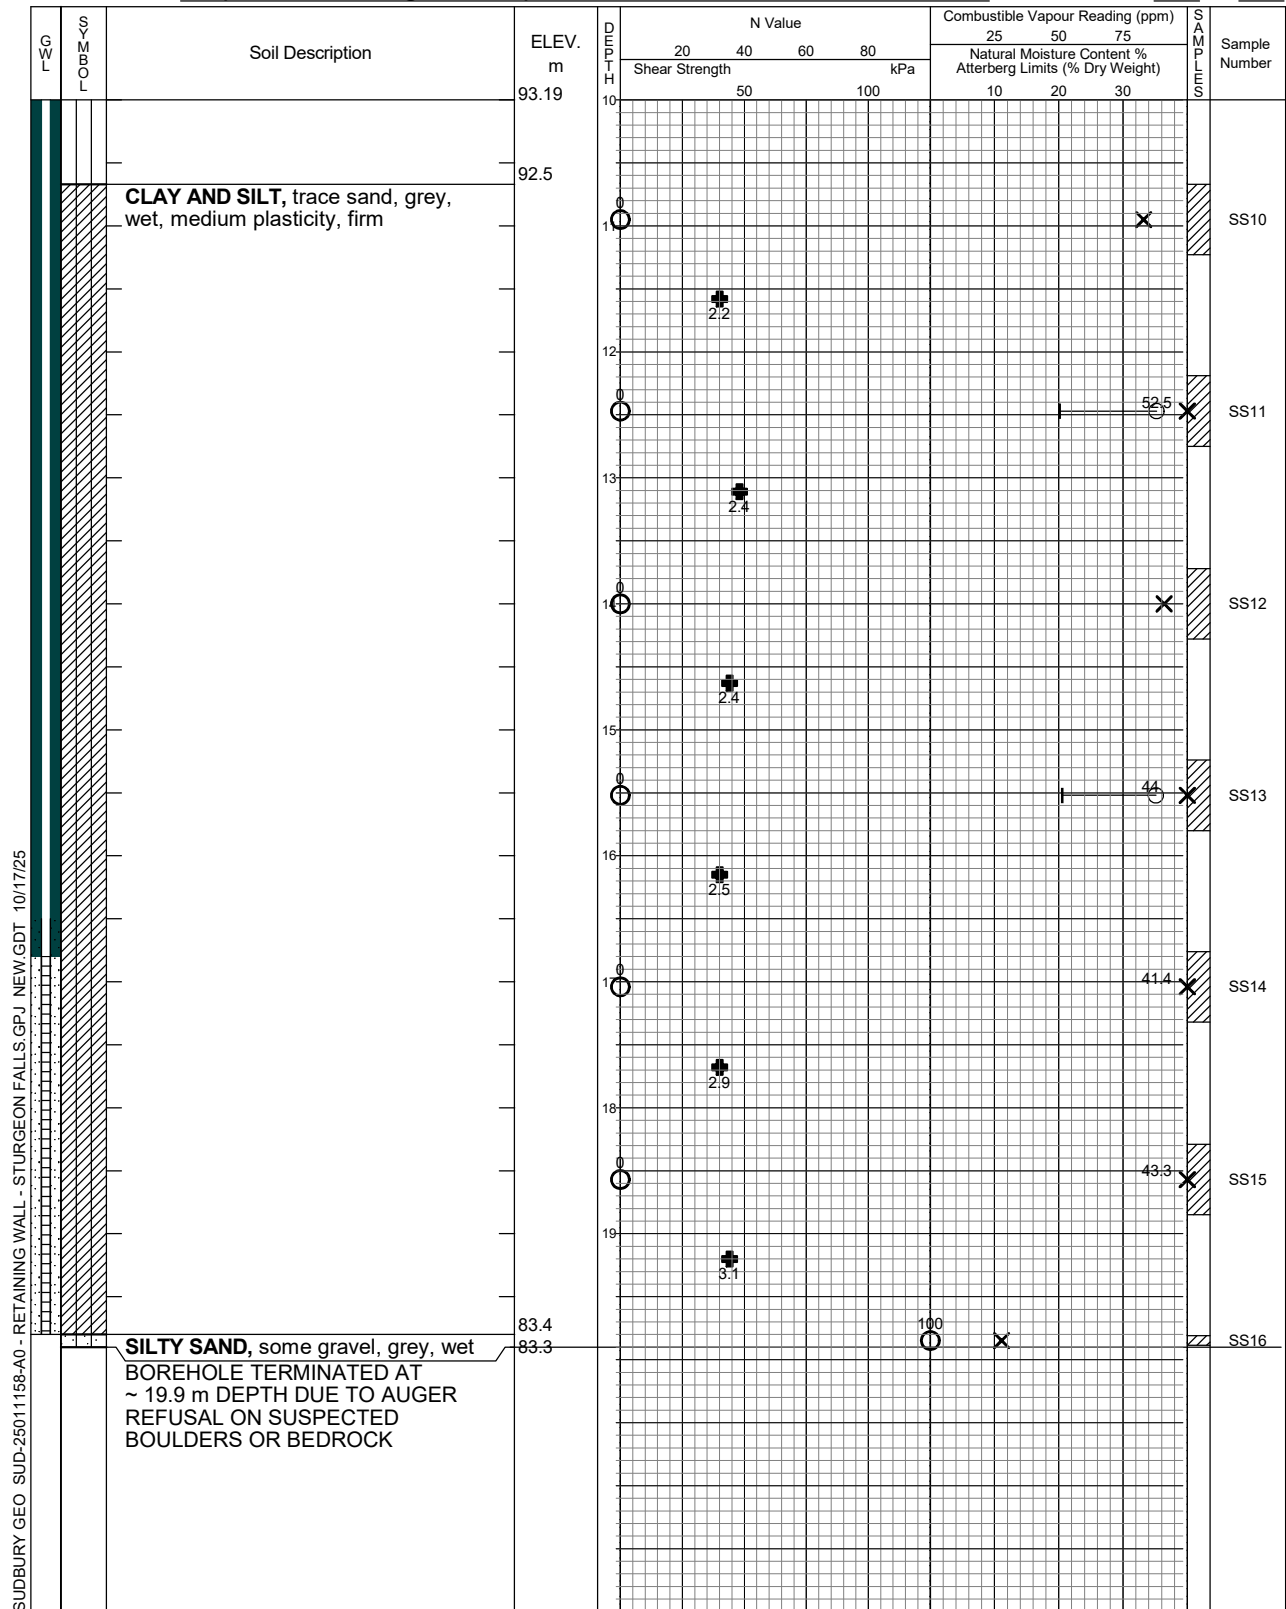 GWL
SYMBOL
Soil Description
ELEV.
m
DEPTH
N Value
20 40 60 80
Shear Strength kPa
50 100
Combustible Vapour Reading (ppm)
25 50 75
Natural Moisture Content %
Atterberg Limits (% Dry Weight)
10 20 30
SAMPLES
Sample
Number
93.19
10
92.5
CLAY AND SILT, trace sand, grey,
wet, medium plasticity, firm
0
11
SS10
2.2
12
0
52.5
SS11
13
2.4
0
14
SS12
2.4
15
0
44
SS13
16
2.5
0
17
41.4
SS14
2.9
18
0
43.3
SS15
19
3.1
83.4
100
SILTY SAND, some gravel, grey, wet
83.3
SS16
BOREHOLE TERMINATED AT
~ 19.9 m DEPTH DUE TO AUGER
REFUSAL ON SUSPECTED
BOULDERS OR BEDROCK
SUDBURY GEO SUD-25011158-A0 - RETAINING WALL - STURGEON FALLS.GPJ NEW.GDT 10/17/25